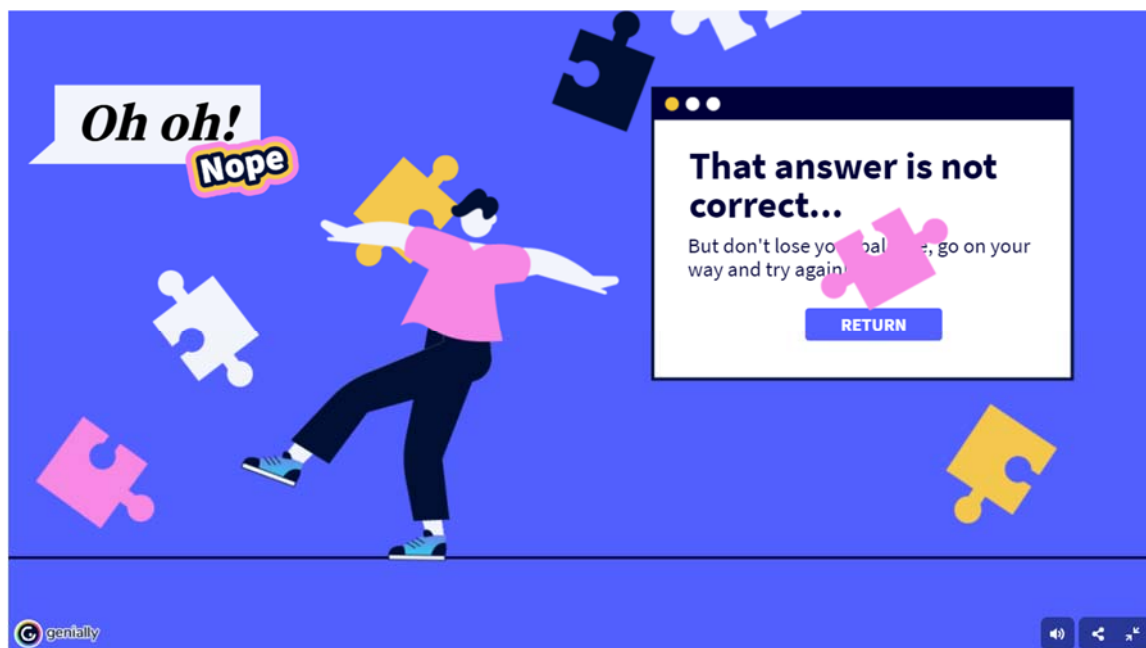 Oh oh!
Nope
That answer is not
correct...
But don't lose go on your
way and try again
RETURN
genially